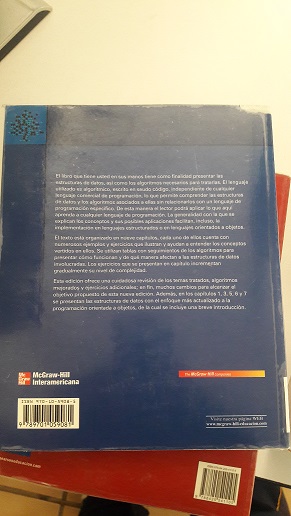 El libro que tiene usted en sus manos tiene como finalidad presentar las
estructuras de datos, así como los algoritmos necesarios para tratarlas. El lenguaje
utilizado es algorítmico, escrito en seudo código, independiente de cualquier
lenguaje comercial de programación, lo que permite comprender las estructuras
de datos y los algoritmos asociados a ellas sin relacionarlos con un lenguaje de
programación específico. De esta manera el lector podrá aplicar lo que aquí
aprenda a cualquier lenguaje de programación. La generalidad con la que se
explican los conceptos y sus posibles aplicaciones facilitan, incluso, la
implementación en lenguajes estructurados o en lenguajes orientados a objetos.
El texto está organizado en nueve capítulos, cada uno de ellos cuenta con
numerosos ejemplos y ejercicios que ilustran y ayudan a entender los conceptos
vertidos en ellos. Se utilizan tablas con seguimientos de los algoritmos para
presentar cómo funcionan y de qué manera afectan a las estructuras de datos
involucradas. Los ejercicios que se presentan en capítulo incrementan
gradualmente su nivel de complejidad.
Esta edición ofrece una cuidadosa revisión de los temas tratados, algoritmos
mejorados y ejercicios adicionales; en fin, muchos cambios para alcanzar el
objetivo propuesto de esta nueva edición. Además, en los capítulos 1, 3, 5, 6 y 7
se presentan las estructuras de datos con el enfoque más actualizado a la
programación orientada a objetos, de la cual se incluye una breve introducción.
McGraw-Hill
Interamericana
The McGraw-Hill Companies
ISBN 970-10-5908-5
9 789701 059081
Visite nuestra página WEB
www.mcgraw-hill-educacion.com